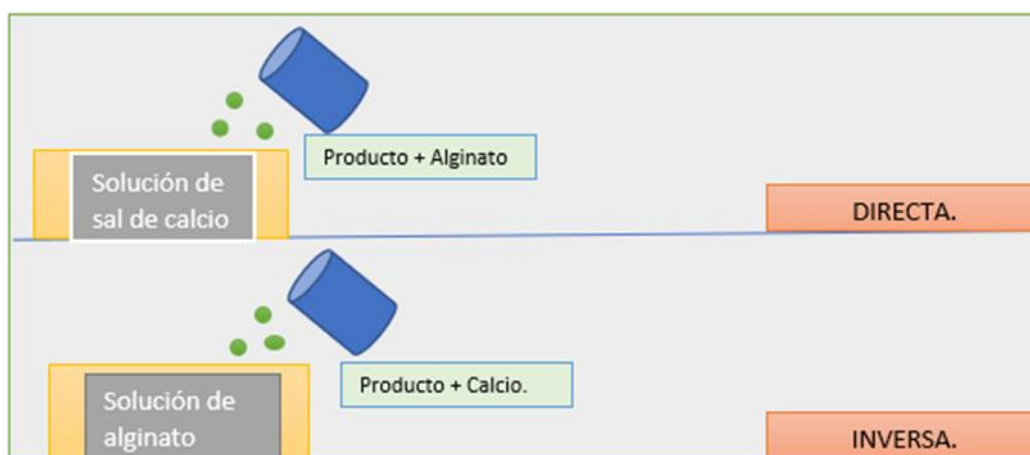 Producto + Alginato
Solución de
sal de calcio
DIRECTA.
Producto + Calcio.
Solución de
alginato
INVERSA.